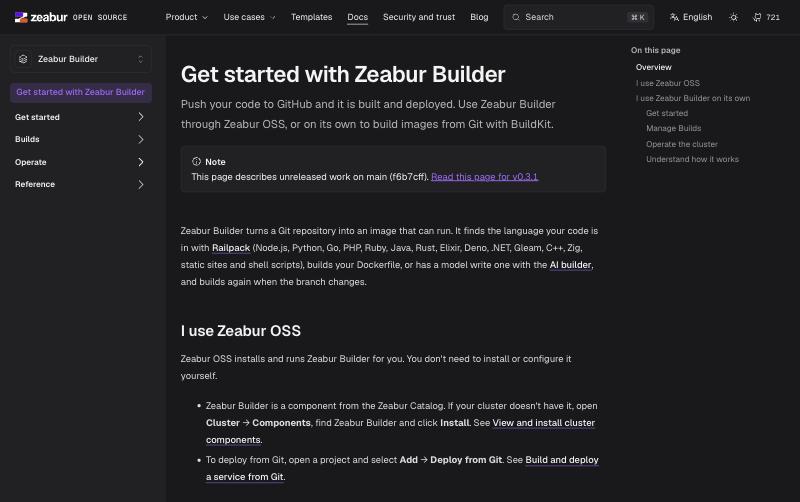 zeabur OPEN SOURCE
Product
Use cases
Templates
Docs
Security and trust
Blog
Search
⌘ K
English
721
Zeabur Builder
Get started with Zeabur Builder
Get started
Builds
Operate
Reference
Get started with Zeabur Builder
Push your code to GitHub and it is built and deployed. Use Zeabur Builder
through Zeabur OSS, or on its own to build images from Git with BuildKit.
Note
This page describes unreleased work on main (f6b7cff). Read this page for v0.3.1
Zeabur Builder turns a Git repository into an image that can run. It finds the language your code is
in with Railpack (Node.js, Python, Go, PHP, Ruby, Java, Rust, Elixir, Deno, .NET, Gleam, C++, Zig,
static sites and shell scripts), builds your Dockerfile, or has a model write one with the AI builder,
and builds again when the branch changes.
I use Zeabur OSS
Zeabur OSS installs and runs Zeabur Builder for you. You don't need to install or configure it
yourself.
• Zeabur Builder is a component from the Zeabur Catalog. If your cluster doesn't have it, open
Cluster → Components, find Zeabur Builder and click Install. See View and install cluster
components.
• To deploy from Git, open a project and select Add → Deploy from Git. See Build and deploy
a service from Git.
On this page
Overview
I use Zeabur OSS
I use Zeabur Builder on its own
Get started
Manage Builds
Operate the cluster
Understand how it works